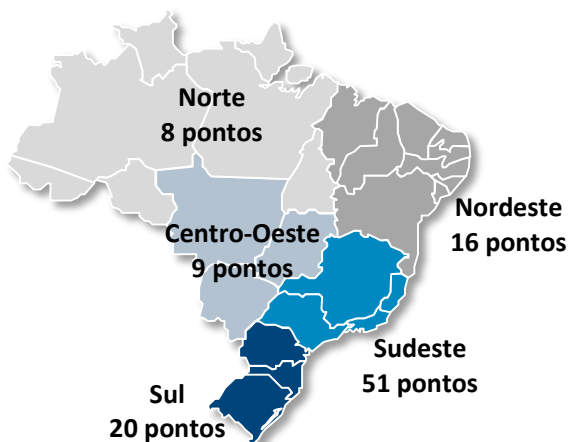 Norte
8 pontos
Nordeste
16 pontos
Centro-Oeste
9 pontos
Sudeste
51 pontos
Sul
20 pontos